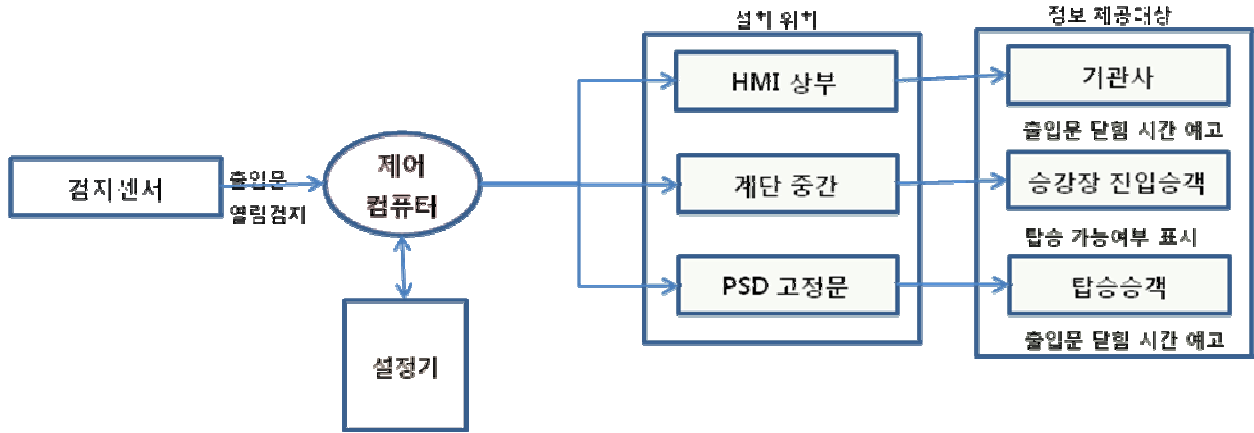 설치 위치
정보 제공대상
HMI 상부
기관사
출입문 닫힘 시간 예고
검지센서
출입문
열림검지
제어
컴퓨터
계단 중간
승강장 진입승객
탑승 가능여부 표시
PSD 고정문
탑승승객
출입문 닫힘 시간 예고
설정기